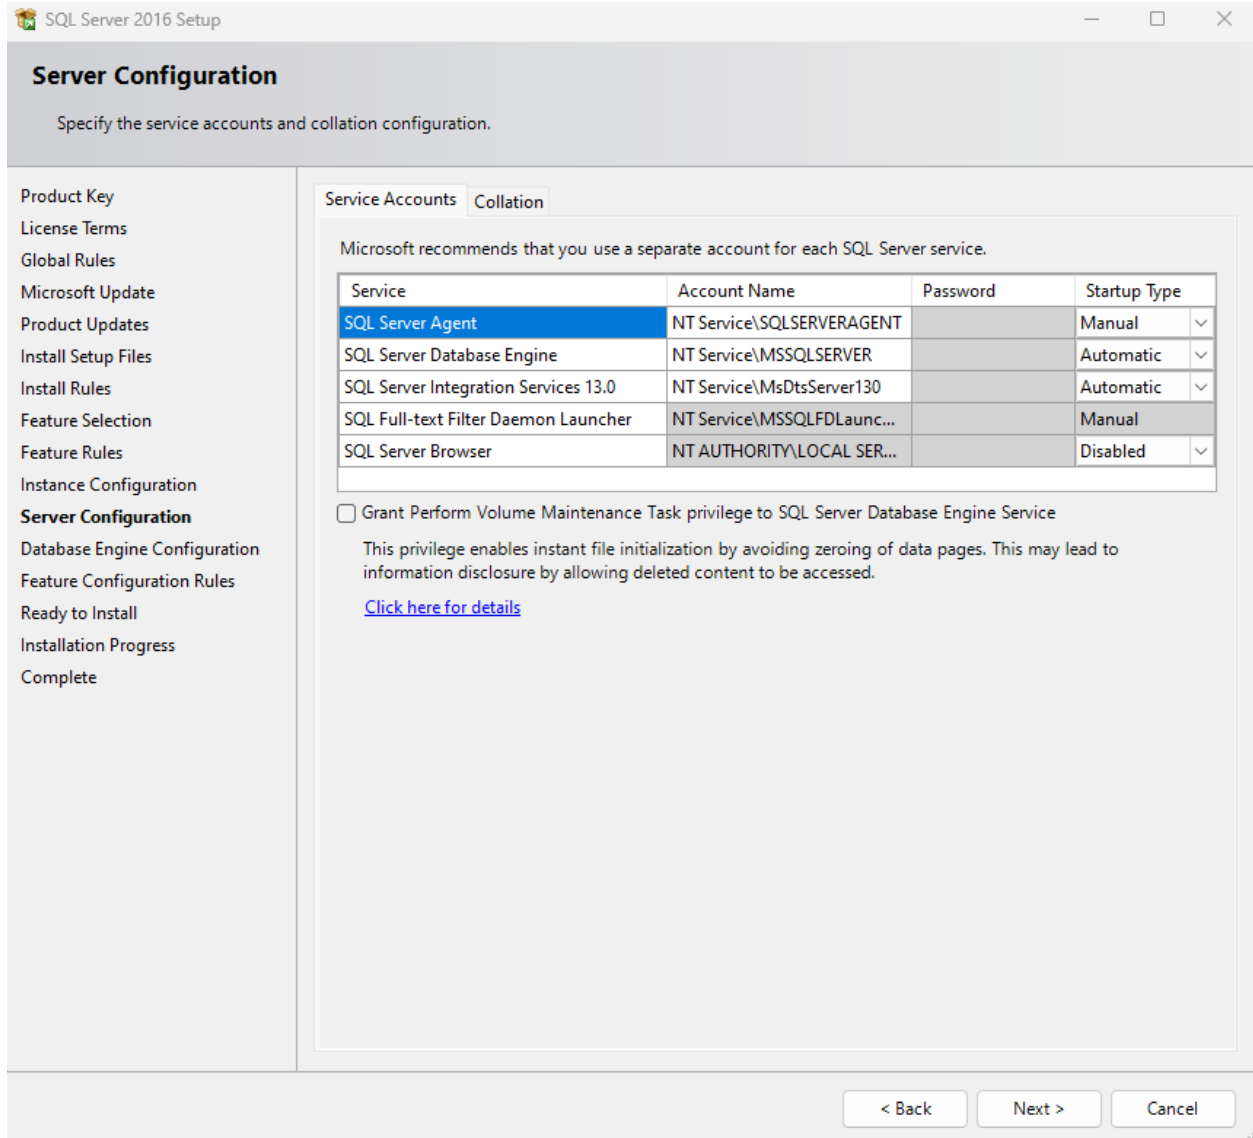 SQL Server 2016 Setup
Server Configuration
Specify the service accounts and collation configuration.
Product Key
License Terms
Global Rules
Microsoft Update
Product Updates
Install Setup Files
Install Rules
Feature Selection
Feature Rules
Instance Configuration
Server Configuration
Database Engine Configuration
Feature Configuration Rules
Ready to Install
Installation Progress
Complete
Service Accounts Collation
Microsoft recommends that you use a separate account for each SQL Server service.
Service Account Name Password Startup Type
SQL Server Agent NT Service\SQLSERVERAGENT Manual
SQL Server Database Engine NT Service\MSSQLSERVER Automatic
SQL Server Integration Services 13.0 NT Service\MsDtsServer130 Automatic
SQL Full-text Filter Daemon Launcher NT Service\MSSQLFDLaunc... Manual
SQL Server Browser NT AUTHORITY\LOCAL SER... Disabled
Grant Perform Volume Maintenance Task privilege to SQL Server Database Engine Service
This privilege enables instant file initialization by avoiding zeroing of data pages. This may lead to
information disclosure by allowing deleted content to be accessed.
Click here for details
< Back Next > Cancel